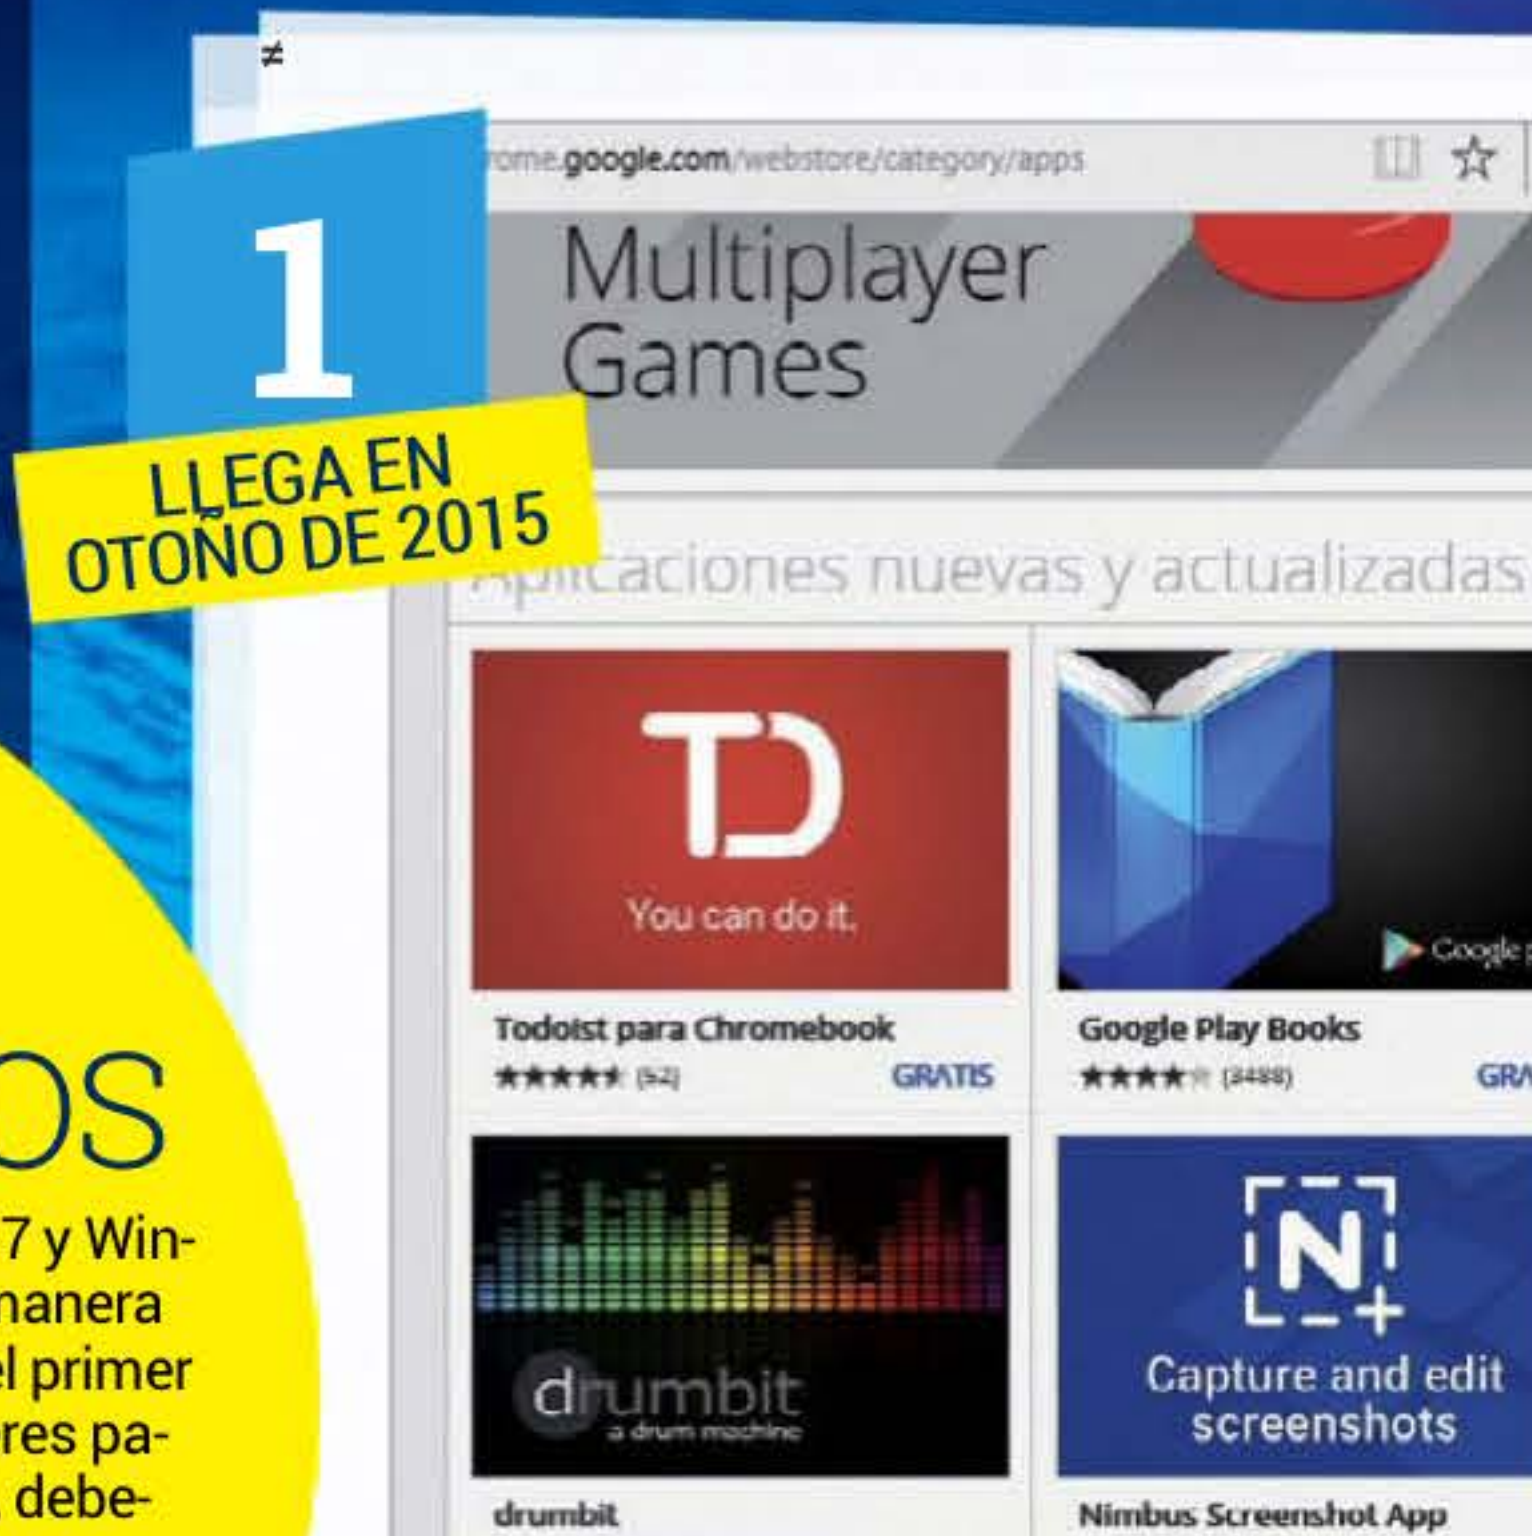 ≠
1
LLEGA EN
OTOÑO DE 2015
google.com/webstore/category/apps
Multiplayer
Games
Aplicaciones nuevas y actualizadas
TD
You can do it.
Google
Todoist para Chromebook
(52)
GRATIS
Google Play Books
(3488)
drumbit
a drum machine
N
Capture and edit
screenshots
drumbit
Nimbus Screenshot App
OS
7 y Win-
manera
el primer
res pa-
debe-